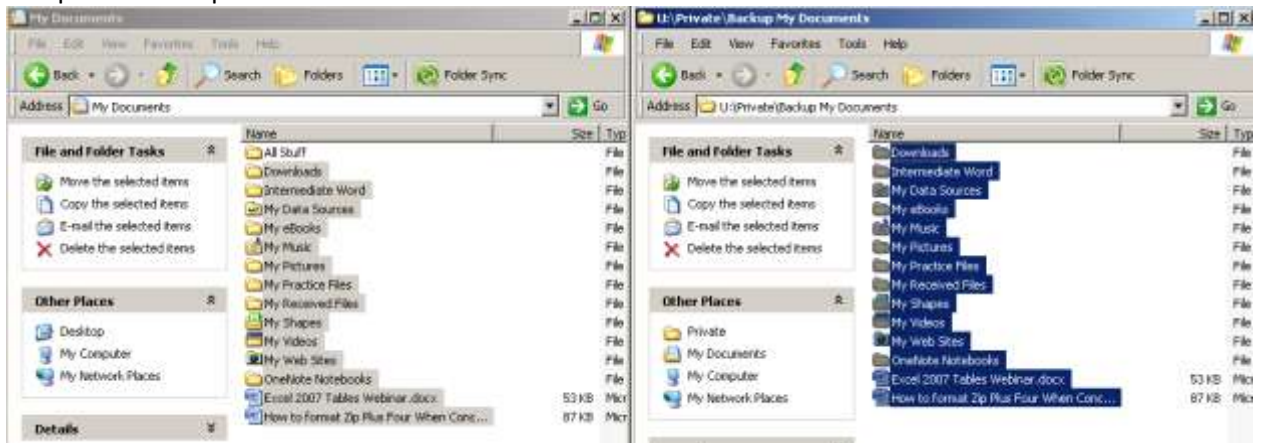 My Documents
File Edit View Favorites Tools Help
Back Search Folders Folder Sync
Address My Documents Go
File and Folder Tasks
Move the selected items
Copy the selected items
E-mail the selected items
Delete the selected items
Other Places
Desktop
My Computer
My Network Places
Details
Name Size Typ
All Stuff File
Downloads File
Intermediate Word File
My Data Sources File
My eBooks File
My Music File
My Pictures File
My Practice Files File
My Received Files File
My Shapes File
My Videos File
My Web Sites File
OneNote Notebooks File
Excel 2007 Tables Webinar.docx 53 KB Micr
How to Format Zip Plus Four When Conc... 87 KB Micr
U:\Private\Backup My Documents
File Edit View Favorites Tools Help
Back Search Folders Folder Sync
Address U:\Private\Backup My Documents Go
File and Folder Tasks
Move the selected items
Copy the selected items
E-mail the selected items
Delete the selected items
Other Places
Private
My Documents
My Computer
My Network Places
Name Size Typ
Downloads File
Intermediate Word File
My Data Sources File
My eBooks File
My Music File
My Pictures File
My Practice Files File
My Received Files File
My Shapes File
My Videos File
My Web Sites File
OneNote Notebooks File
Excel 2007 Tables Webinar.docx 53 KB Micr
How to Format Zip Plus Four When Conc... 87 KB Micr